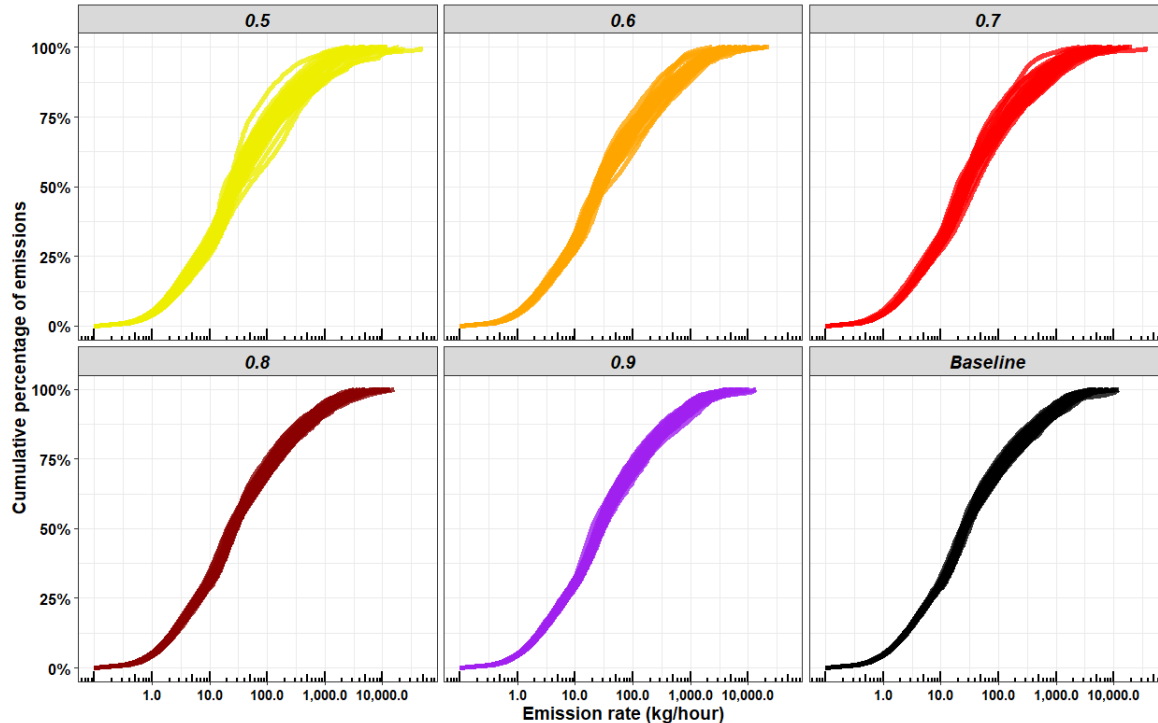 0.5 0.6 0.7
100%
75%
50%
25%
0%
0.8 0.9 Baseline
100%
75%
50%
25%
0%
1.0 10.0 100.0 1,000.0 10,000.0 1.0 10.0 100.0 1,000.0 10,000.0 1.0 10.0 100.0 1,000.0 10,000.0
Cumulative percentage of emissions
Emission rate (kg/hour)